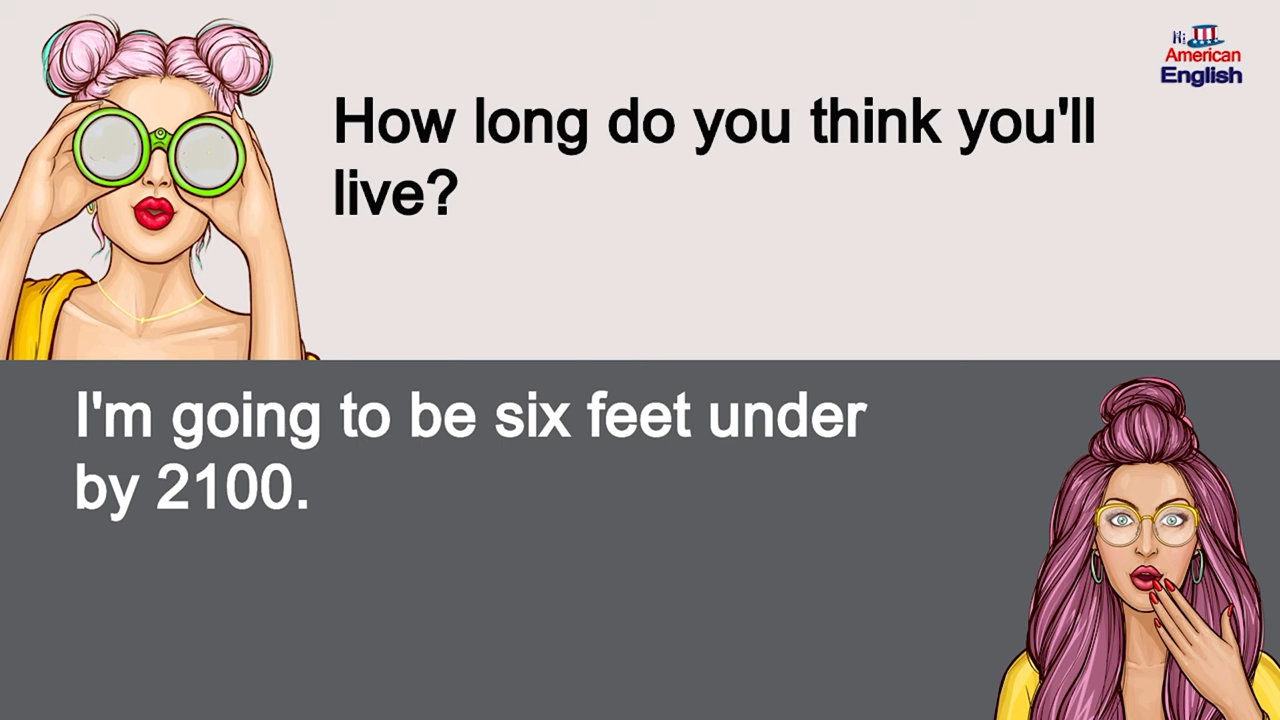 Hi
American
English
How long do you think you'll
live?
I'm going to be six feet under
by 2100.